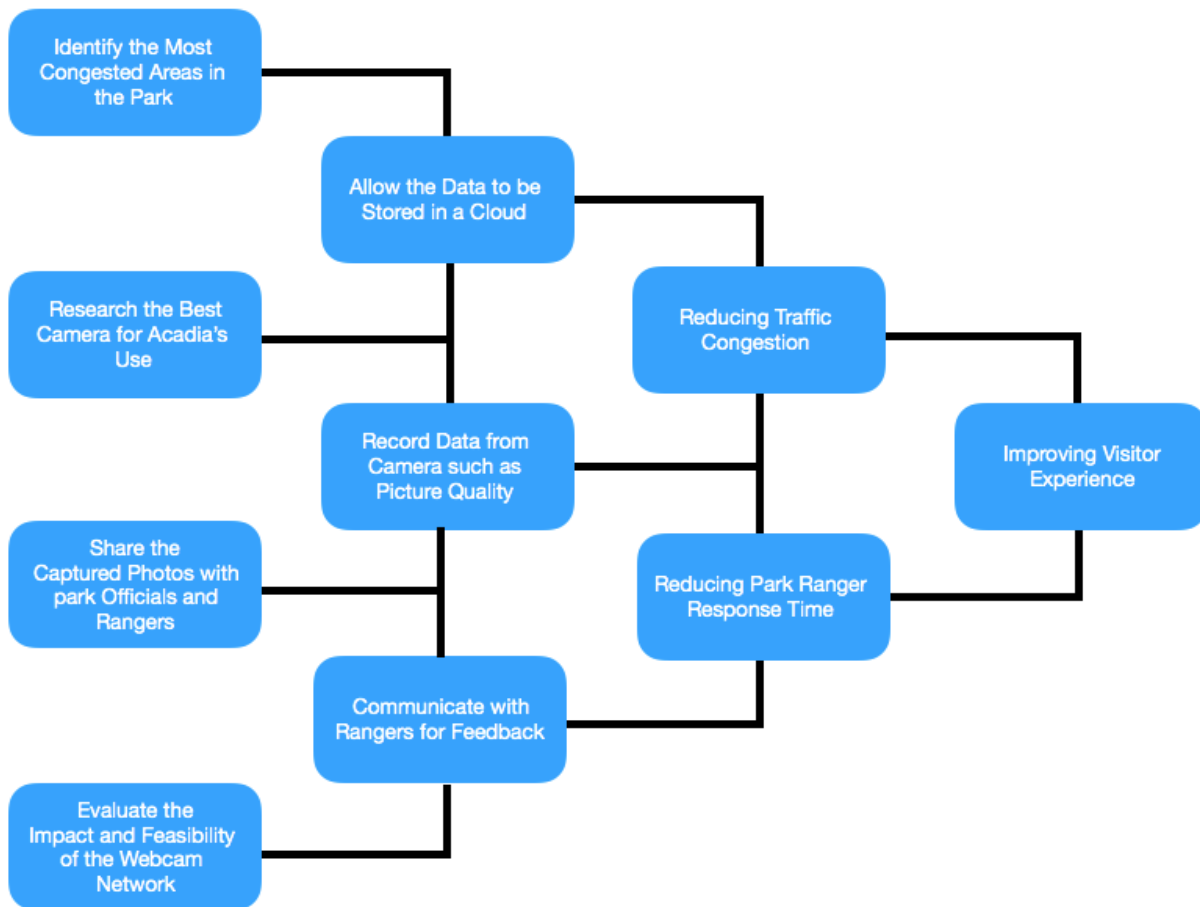 Identify the Most
Congested Areas in
the Park
Allow the Data to be
Stored in a Cloud
Research the Best
Camera for Acadia's
Use
Reducing Traffic
Congestion
Record Data from
Camera such as
Picture Quality
Improving Visitor
Experience
Share the
Captured Photos with
park Officials and
Rangers
Reducing Park Ranger
Response Time
Communicate with
Rangers for Feedback
Evaluate the
Impact and Feasibility
of the Webcam
Network